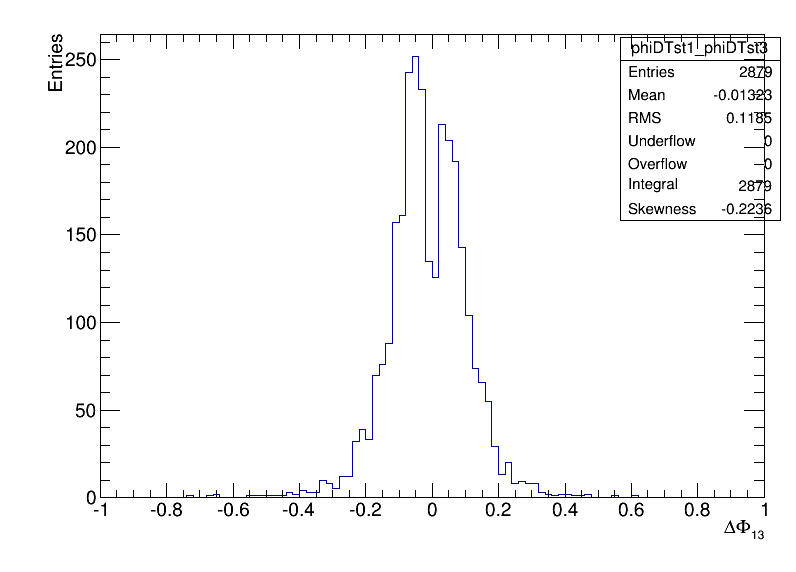 Entries
250
200
150
100
50
0
-1 -0.8 -0.6 -0.4 -0.2 0 0.2 0.4 0.6 0.8 1
ΔΦ13
phiDTst1_phiDTst3
Entries 2879
Mean -0.01323
RMS 0.1185
Underflow 0
Overflow 0
Integral 2879
Skewness -0.2236